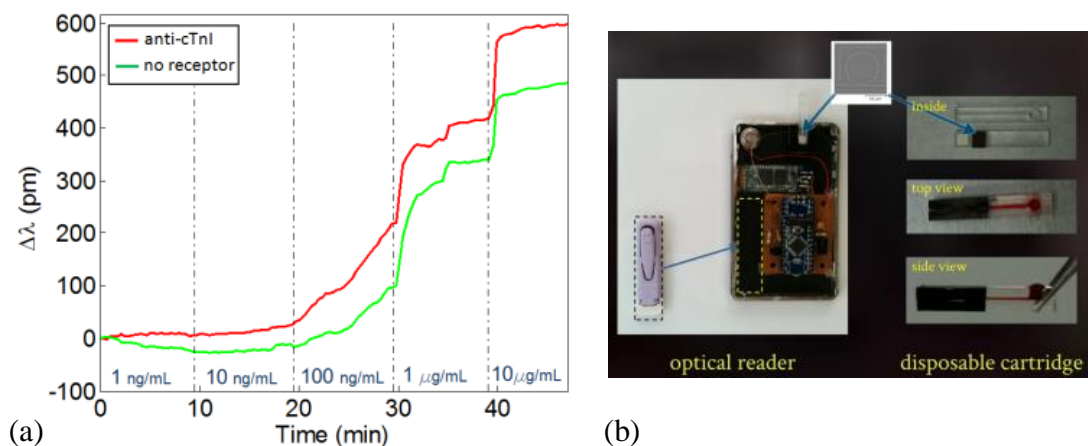 600
500
400
300
200
100
0
-100
Δλ (pm)
anti-cTnI
no receptor
1 ng/mL
10 ng/mL
100 ng/mL
1 μg/mL
10μg/mL
0
10
20
30
40
Time (min)
(a)
inside
top view
side view
optical reader
disposable cartridge
(b)